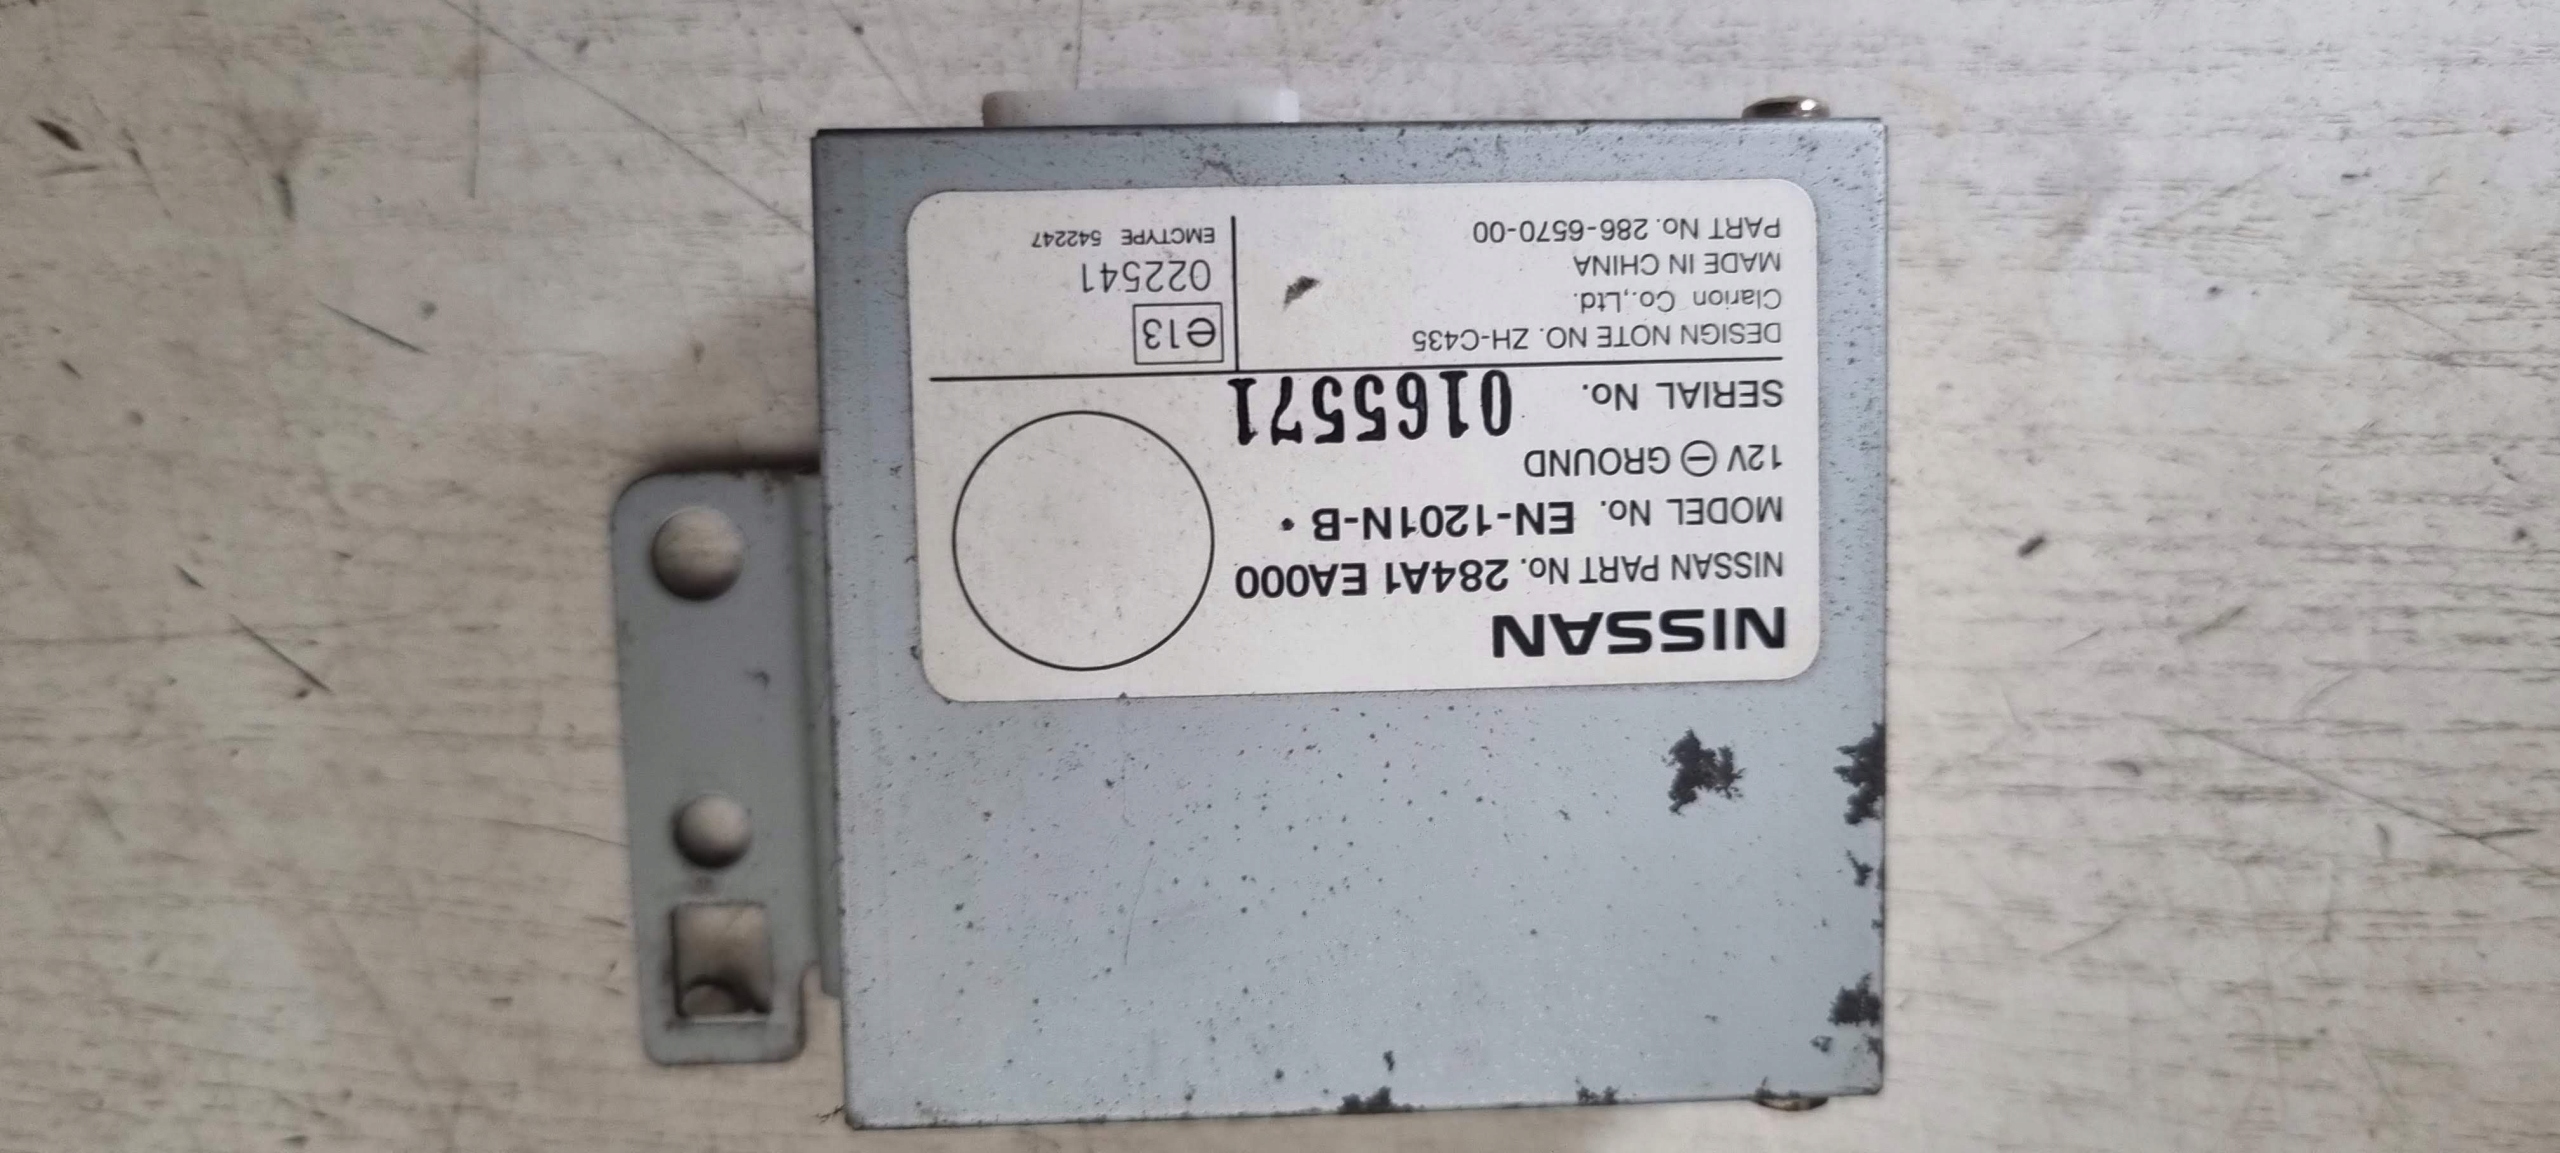 NISSAN
NISSAN PART No. 284A1 EA000
MODEL No. EN-1201N-B •
12V ⊖ GROUND
SERIAL No. 0165571
DESIGN NOTE NO. ZH-C435
Clarion Co.,Ltd.
MADE IN CHINA
PART No. 286-6570-00
e13
022541
EMCTYPE 542247